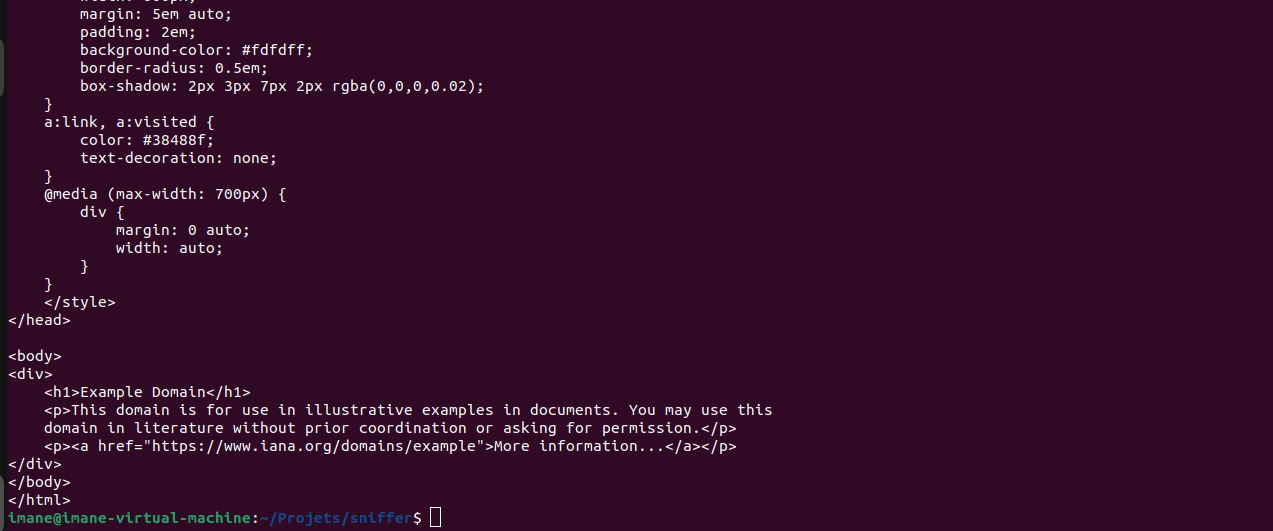 margin: 5em auto;
padding: 2em;
background-color: #fdfdff;
border-radius: 0.5em;
box-shadow: 2px 3px 7px 2px rgba(0,0,0,0.02);
}
a:link, a:visited {
color: #38488f;
text-decoration: none;
}
@media (max-width: 700px) {
div {
margin: 0 auto;
width: auto;
}
}
</style>
</head>
<body>
<div>
<h1>Example Domain</h1>
<p>This domain is for use in illustrative examples in documents. You may use this
domain in literature without prior coordination or asking for permission.</p>
<p><a href="https://www.iana.org/domains/example">More information...</a></p>
</div>
</body>
</html>
imane@imane-virtual-machine:~/Projets/sniffer$